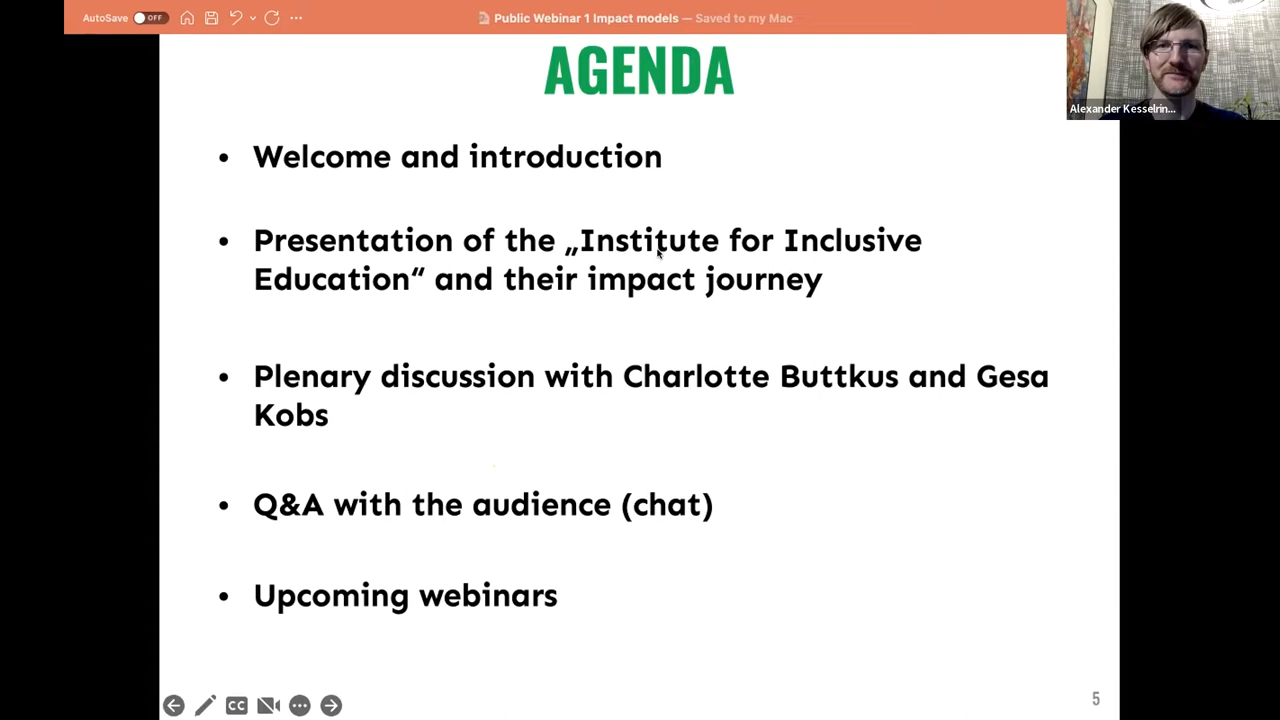 AutoSave OFF
Public Webinar 1 Impact models — Saved to my Mac
Alexander Kesselrin...
AGENDA
• Welcome and introduction
• Presentation of the „Institute for Inclusive
Education“ and their impact journey
• Plenary discussion with Charlotte Buttkus and Gesa
Kobs
• Q&A with the audience (chat)
• Upcoming webinars
CC
5